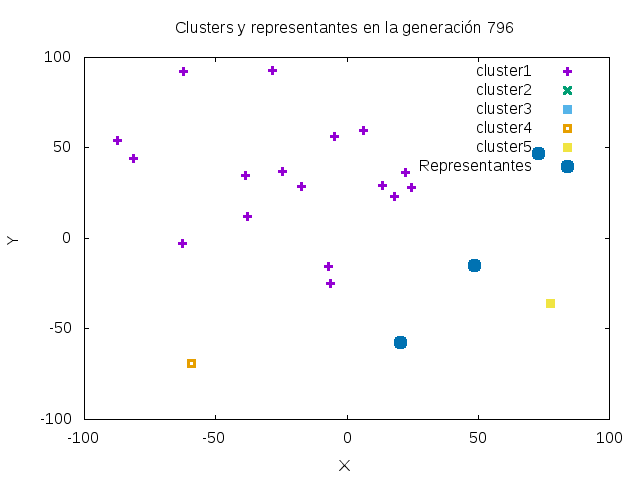 Clusters y representantes en la generación 796
100
50
0
-50
-100
Y
cluster1
cluster2
cluster3
cluster4
cluster5
Representantes
-100 -50 0 50 100
X